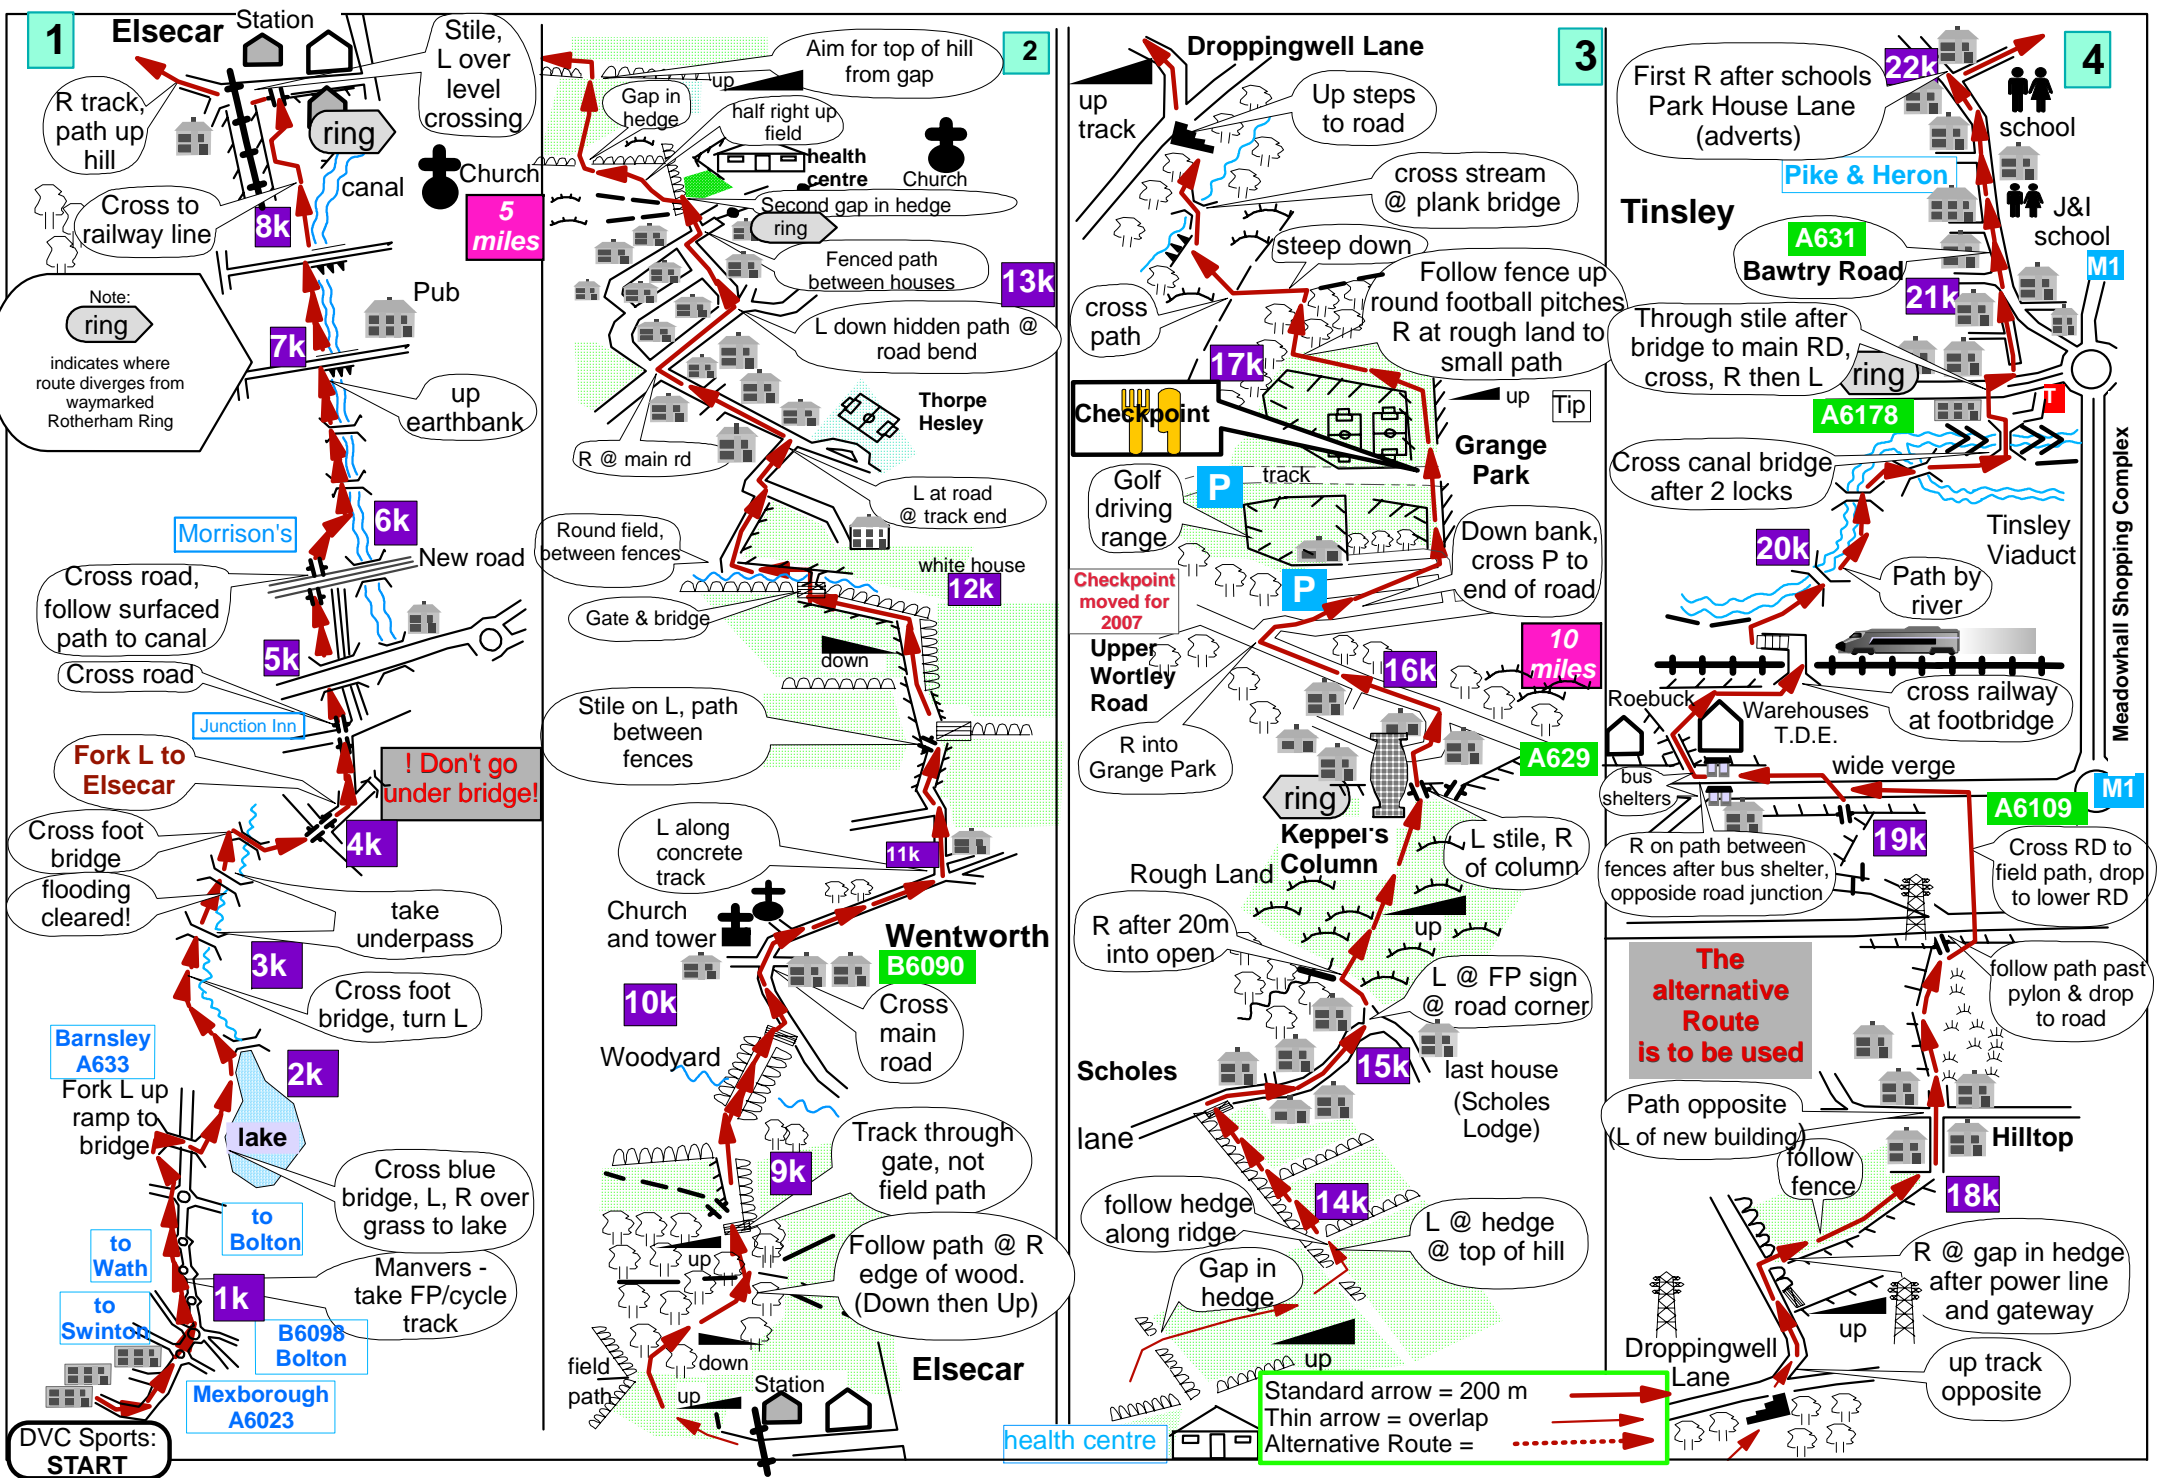 1
Elsecar
Station
Stile,
L over
level
crossing
R track,
path up
hill
ring
canal
Church
5
miles
Cross to
railway line
8k
Note:
ring
indicates where
route diverges from
waymarked
Rotherham Ring
Pub
7k
up
earthbank
Morrison's
6k
New road
Cross road,
follow surfaced
path to canal
5k
Cross road
Junction Inn
Fork L to
Elsecar
! Don't go
under bridge!
Cross foot
bridge
4k
flooding
cleared!
take
underpass
3k
Cross foot
bridge, turn L
Barnsley
A633
2k
Fork L up
ramp to
bridge
lake
Cross blue
bridge, L, R over
grass to lake
to
Bolton
to
Wath
Manvers -
take FP/cycle
track
1k
to
Swinton
B6098
Bolton
Mexborough
A6023
DVC Sports:
START
2
Aim for top of hill
from gap
up
Gap in
hedge
half right up
field
health
centre
Church
Second gap in hedge
ring
Fenced path
between houses
13k
L down hidden path @
road bend
Thorpe
Hesley
R @ main rd
L at road
@ track end
Round field,
between fences
white house
12k
Gate & bridge
down
Stile on L, path
between
fences
L along
concrete
track
11k
Church
and tower
Wentworth
B6090
10k
Cross
main
road
Woodyard
Track through
gate, not
field path
9k
up
Follow path @ R
edge of wood.
(Down then Up)
down
field
path
Elsecar
up
Station
3
Droppingwell Lane
up
track
Up steps
to road
cross stream
@ plank bridge
steep down
cross
path
Follow fence up
round football pitches
R at rough land to
small path
17k
Checkpoint
up
Tip
Grange
Park
track
Golf
driving
range
P
Down bank,
cross P to
end of road
Checkpoint
moved for
2007
P
Upper
Wortley
Road
10
miles
16k
R into
Grange Park
A629
ring
Keppel's
Column
L stile, R
of column
Rough Land
R after 20m
into open
up
L @ FP sign
@ road corner
Scholes
15k
last house
(Scholes
Lodge)
lane
follow hedge
along ridge
14k
L @ hedge
@ top of hill
Gap in
hedge
up
health centre
Standard arrow = 200 m
Thin arrow = overlap
Alternative Route =
4
First R after schools
Park House Lane
(adverts)
22k
school
Pike & Heron
Tinsley
J&I
school
A631
Bawtry Road
M1
21k
Through stile after
bridge to main RD,
cross, R then L
ring
T
A6178
Cross canal bridge
after 2 locks
Meadowhall Shopping Complex
Tinsley
Viaduct
20k
Path by
river
Roebuck
Warehouses
T.D.E.
cross railway
at footbridge
bus
shelters
wide verge
A6109
M1
19k
R on path between
fences after bus shelter,
opposide road junction
Cross RD to
field path, drop
to lower RD
The
alternative
Route
is to be used
follow path past
pylon & drop
to road
Path opposite
(L of new building)
Hilltop
follow
fence
18k
R @ gap in hedge
after power line
and gateway
up
Droppingwell
Lane
up track
opposite